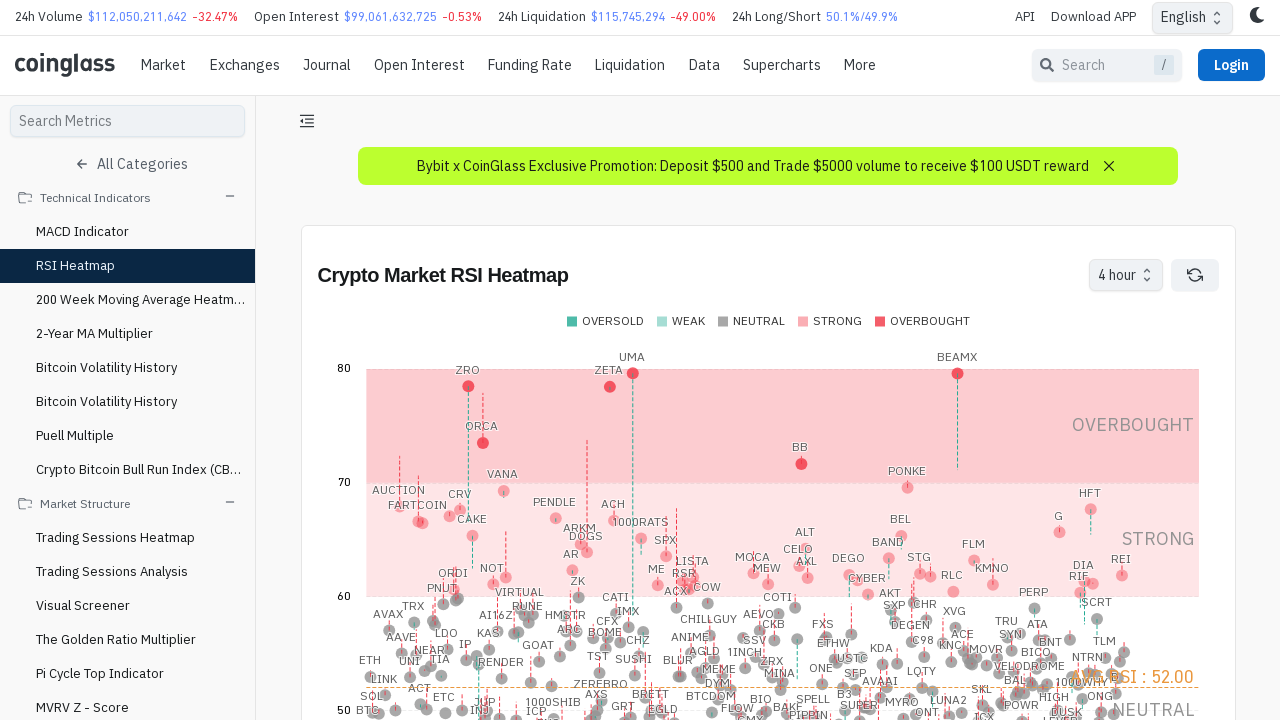 24h Volume $112,050,211,642 -32.47% Open Interest $99,061,632,725 -0.53% 24h Liquidation $115,745,294 -49.00% 24h Long/Short 50.1%/49.9% API Download APP English
coinglass Market Exchanges Journal Open Interest Funding Rate Liquidation Data Supercharts More Search / Login
Search Metrics
All Categories
Technical Indicators
MACD Indicator
RSI Heatmap
200 Week Moving Average Heatm...
2-Year MA Multiplier
Bitcoin Volatility History
Bitcoin Volatility History
Puell Multiple
Crypto Bitcoin Bull Run Index (CB...
Market Structure
Trading Sessions Heatmap
Trading Sessions Analysis
Visual Screener
The Golden Ratio Multiplier
Pi Cycle Top Indicator
MVRV Z - Score
Bybit x CoinGlass Exclusive Promotion: Deposit $500 and Trade $5000 volume to receive $100 USDT reward
Crypto Market RSI Heatmap
4 hour
OVERSOLD WEAK NEUTRAL STRONG OVERBOUGHT
UMA BEAMX
80 ZRO ZETA
ORCA OVERBOUGHT
BB
PONKE
70 VANA
AUCTION CRV HFT
FARTCOIN PENDLE ACH
CAKE 1000RATS BEL G
ARKM ALT
DOGS SPX BAND FLM STRONG
AR CELO
MOCA DEGO STG REI
NOT ME LISTA MEW AXL KMNO DIA
ORDI RSR CYBER RLC RIF
PNUT ZK ACX COW
60 VIRTUAL CATI COTI AKT PERP
TRX RUNE IMX SXP CHR SCRT
AVAX AI16Z HMSTR CFX CHILLGUY AEVO XVG
CKB FXS DEGEN TRU ATA
LDO KAS ARC BOME ACE SYN
AAVE IP GOAT CHZ ANIME SSV ETHW C98 KNCL BNT TLM
NEAR AGLD 1INCH KDA MOVR BICO
ETH UNI TIA RENDER TST SUSHI BLUR ZRX USTC NTRN
MEME ONE LQTY VELODROME
LINK ZEREBRO DYM MINA SFP AVAAI BAL AVG RSI : 52.00
SOL ACT AXS BRETT BTCDOM SKL
ETC JUP 1000SHIB BIO SPELL B3 MYRO LUNA2 ONG
50 BTC INJ ICP GRT EGLD FLOW BAKE SUPER POWR HIGH NEUTRAL
PIPPIN ONT DUSK